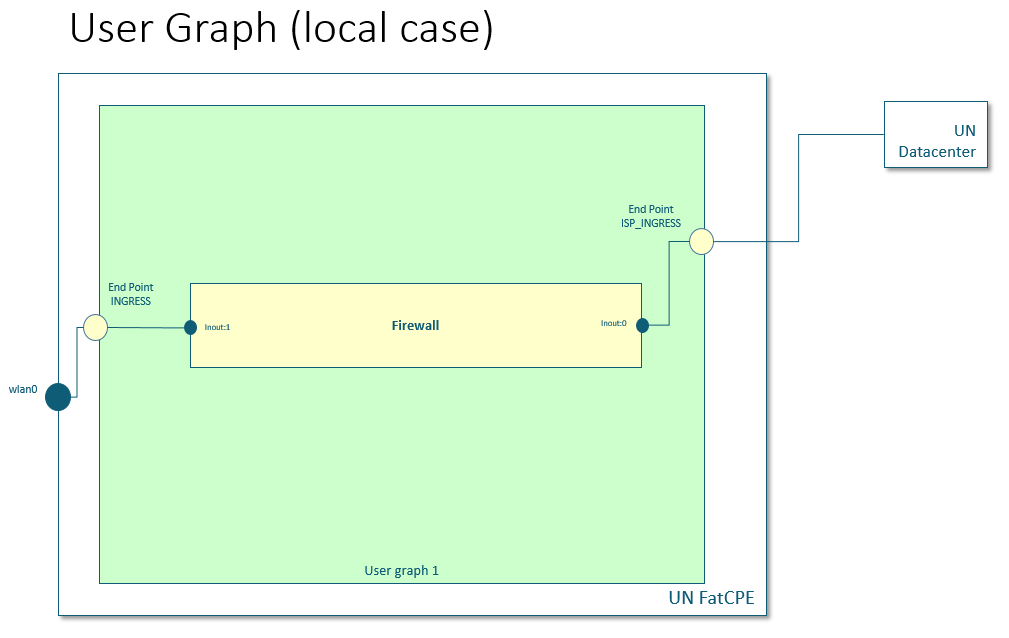 User Graph (local case)
UN
Datacenter
End Point
ISP_INGRESS
End Point
INGRESS
Inout:1
Firewall
Inout:0
wlan0
User graph 1
UN FatCPE